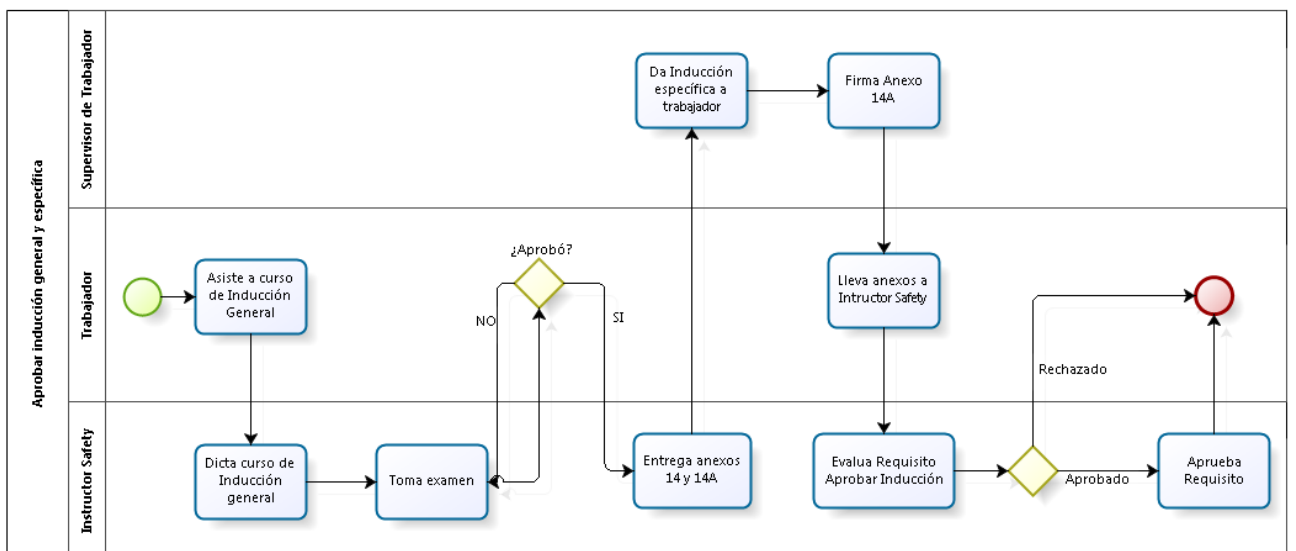 Aprobar inducción general y específica
Supervisor de Trabajador
Da Inducción
específica a
trabajador
Firma Anexo
14A
Trabajador
Asiste a curso
de Inducción
General
¿Aprobó?
NO
SI
Lleva anexos a
Intructor Safety
Rechazado
Instructor Safety
Dicta curso de
Inducción
general
Toma examen
Entrega anexos
14 y 14A
Evalua Requisito
Aprobar Inducción
Aprobado
Aprueba
Requisito